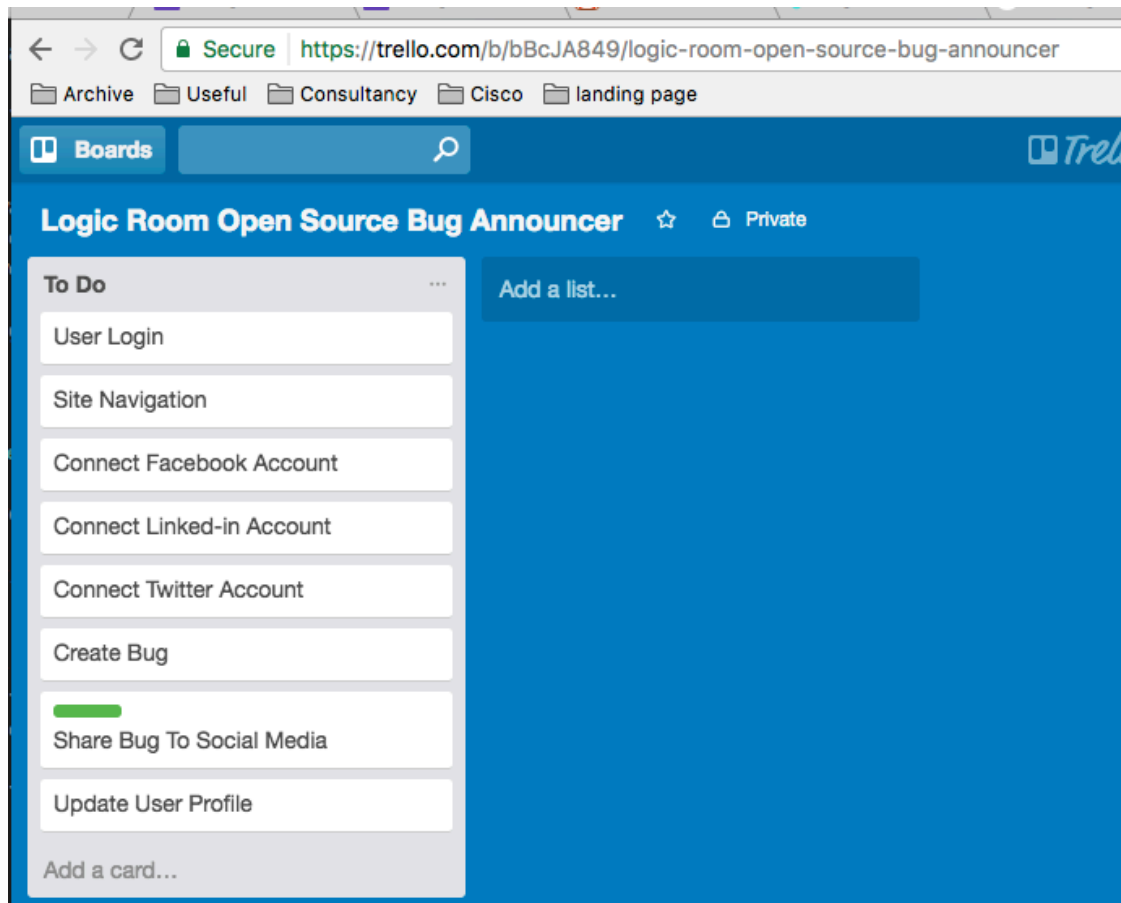 Secure https://trello.com/b/bBcJA849/logic-room-open-source-bug-announcer
Archive Useful Consultancy Cisco landing page
Boards
Logic Room Open Source Bug Announcer Private
To Do ...
Add a list...
User Login
Site Navigation
Connect Facebook Account
Connect Linked-in Account
Connect Twitter Account
Create Bug
Share Bug To Social Media
Update User Profile
Add a card...